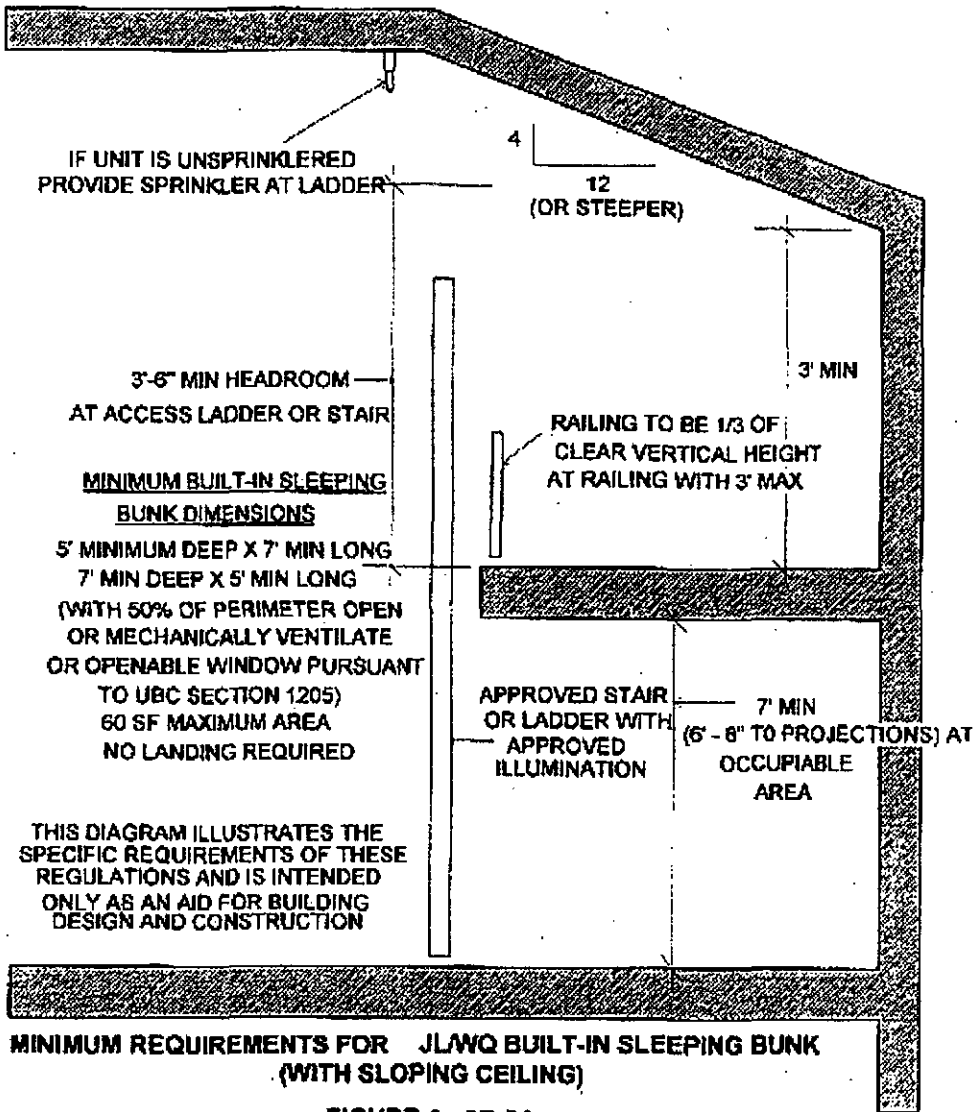 IF UNIT IS UNSPRINKLERED
PROVIDE SPRINKLER AT LADDER
4
12
(OR STEEPER)
3'-6" MIN HEADROOM
AT ACCESS LADDER OR STAIR
3' MIN
RAILING TO BE 1/3 OF
CLEAR VERTICAL HEIGHT
AT RAILING WITH 3' MAX
MINIMUM BUILT-IN SLEEPING
BUNK DIMENSIONS
5' MINIMUM DEEP X 7' MIN LONG
7' MIN DEEP X 5' MIN LONG
(WITH 50% OF PERIMETER OPEN
OR MECHANICALLY VENTILATE
OR OPENABLE WINDOW PURSUANT
TO UBC SECTION 1205)
60 SF MAXIMUM AREA
NO LANDING REQUIRED
APPROVED STAIR
OR LADDER WITH
APPROVED
ILLUMINATION
7' MIN
(6' - 8" TO PROJECTIONS) AT
OCCUPIABLE
AREA
THIS DIAGRAM ILLUSTRATES THE
SPECIFIC REQUIREMENTS OF THESE
REGULATIONS AND IS INTENDED
ONLY AS AN AID FOR BUILDING
DESIGN AND CONSTRUCTION
MINIMUM REQUIREMENTS FOR JL/WQ BUILT-IN SLEEPING BUNK
(WITH SLOPING CEILING)